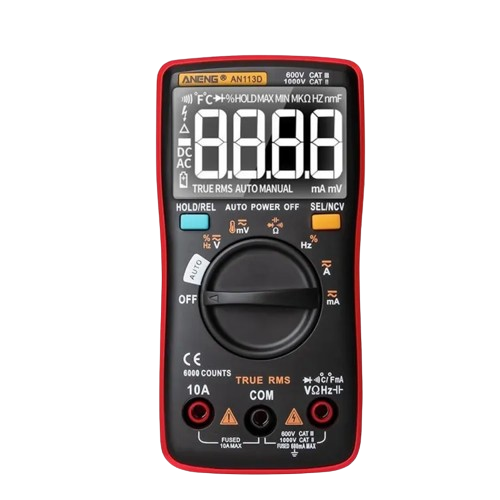 ANENG® AN113D
600V CAT III
1000V CAT II
°F°C %HOLD MAX MIN MKΩ HZ nmF
DC
AC
8.8.8.8
TRUE RMS AUTO MANUAL mA mV
HOLD/REL AUTO POWER OFF SEL/NCV
Hz % V
mV
Ω
Hz%
A
mA
AUTO
OFF
CE
6000 COUNTS
TRUE RMS
10A
COM
°C/°F mA
VΩHz
FUSED
10A MAX
600V CAT III
1000V CAT II
FUSED 600mA MAX